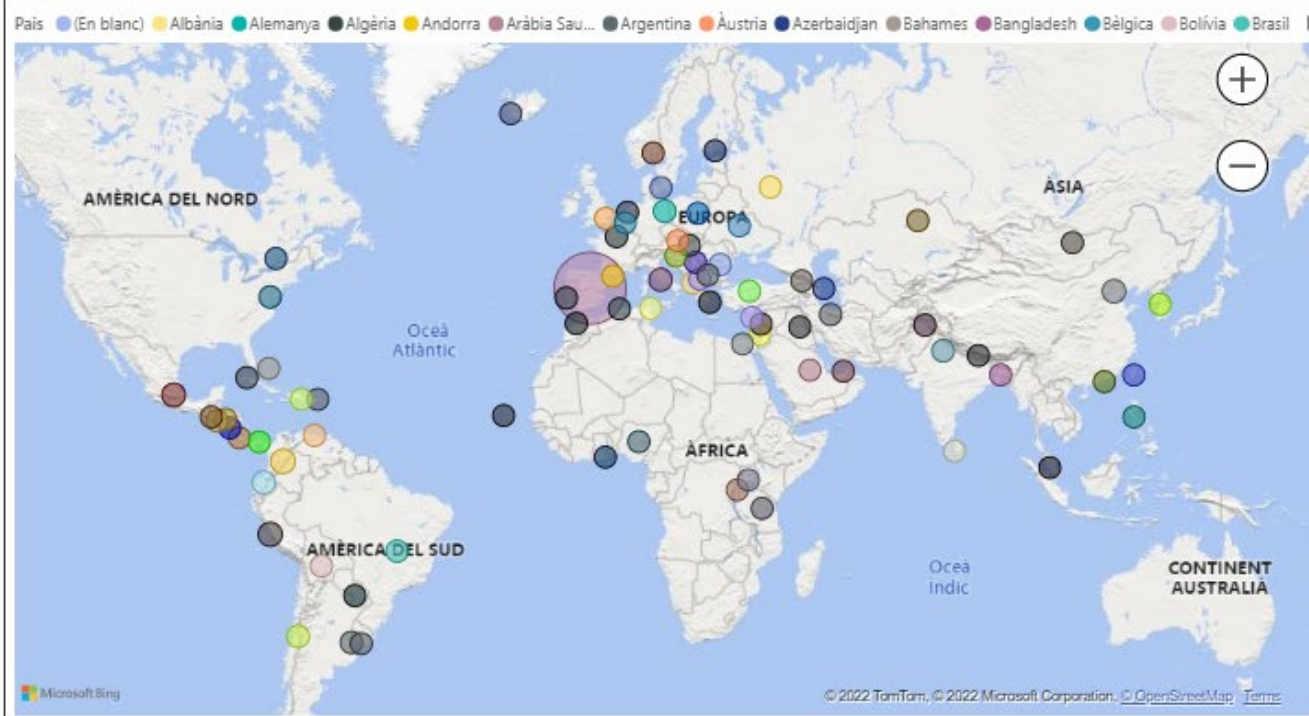 País (En blanc) Albània Alemanya Algèria Andorra Aràbia Sau... Argentina Àustria Azerbaidjan Bahames Bangladesh Bèlgica Bolívia Brasil
AMÈRICA DEL NORD
ÀSIA
EUROPA
Oceà
Atlàntic
ÀFRICA
AMÈRICA DEL SUD
Oceà
Índic
CONTINENT
AUSTRALIÀ
Microsoft Bing
© 2022 TomTom, © 2022 Microsoft Corporation, © OpenStreetMap Terms